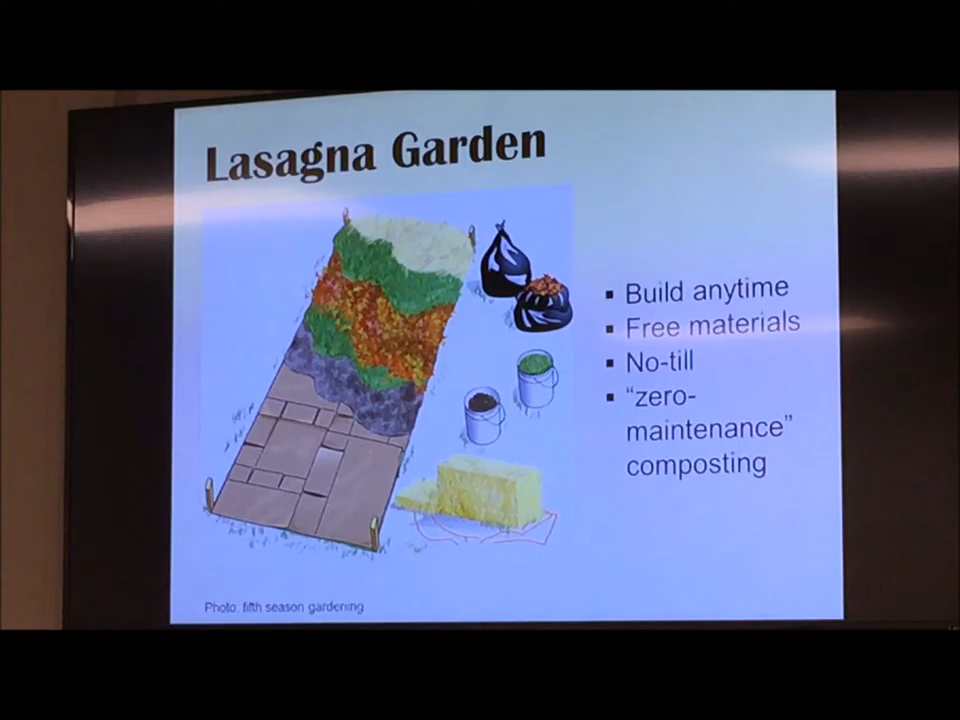 Lasagna Garden
▪ Build anytime
▪ Free materials
▪ No-till
▪ “zero-
maintenance”
composting
Photo: fifth season gardening